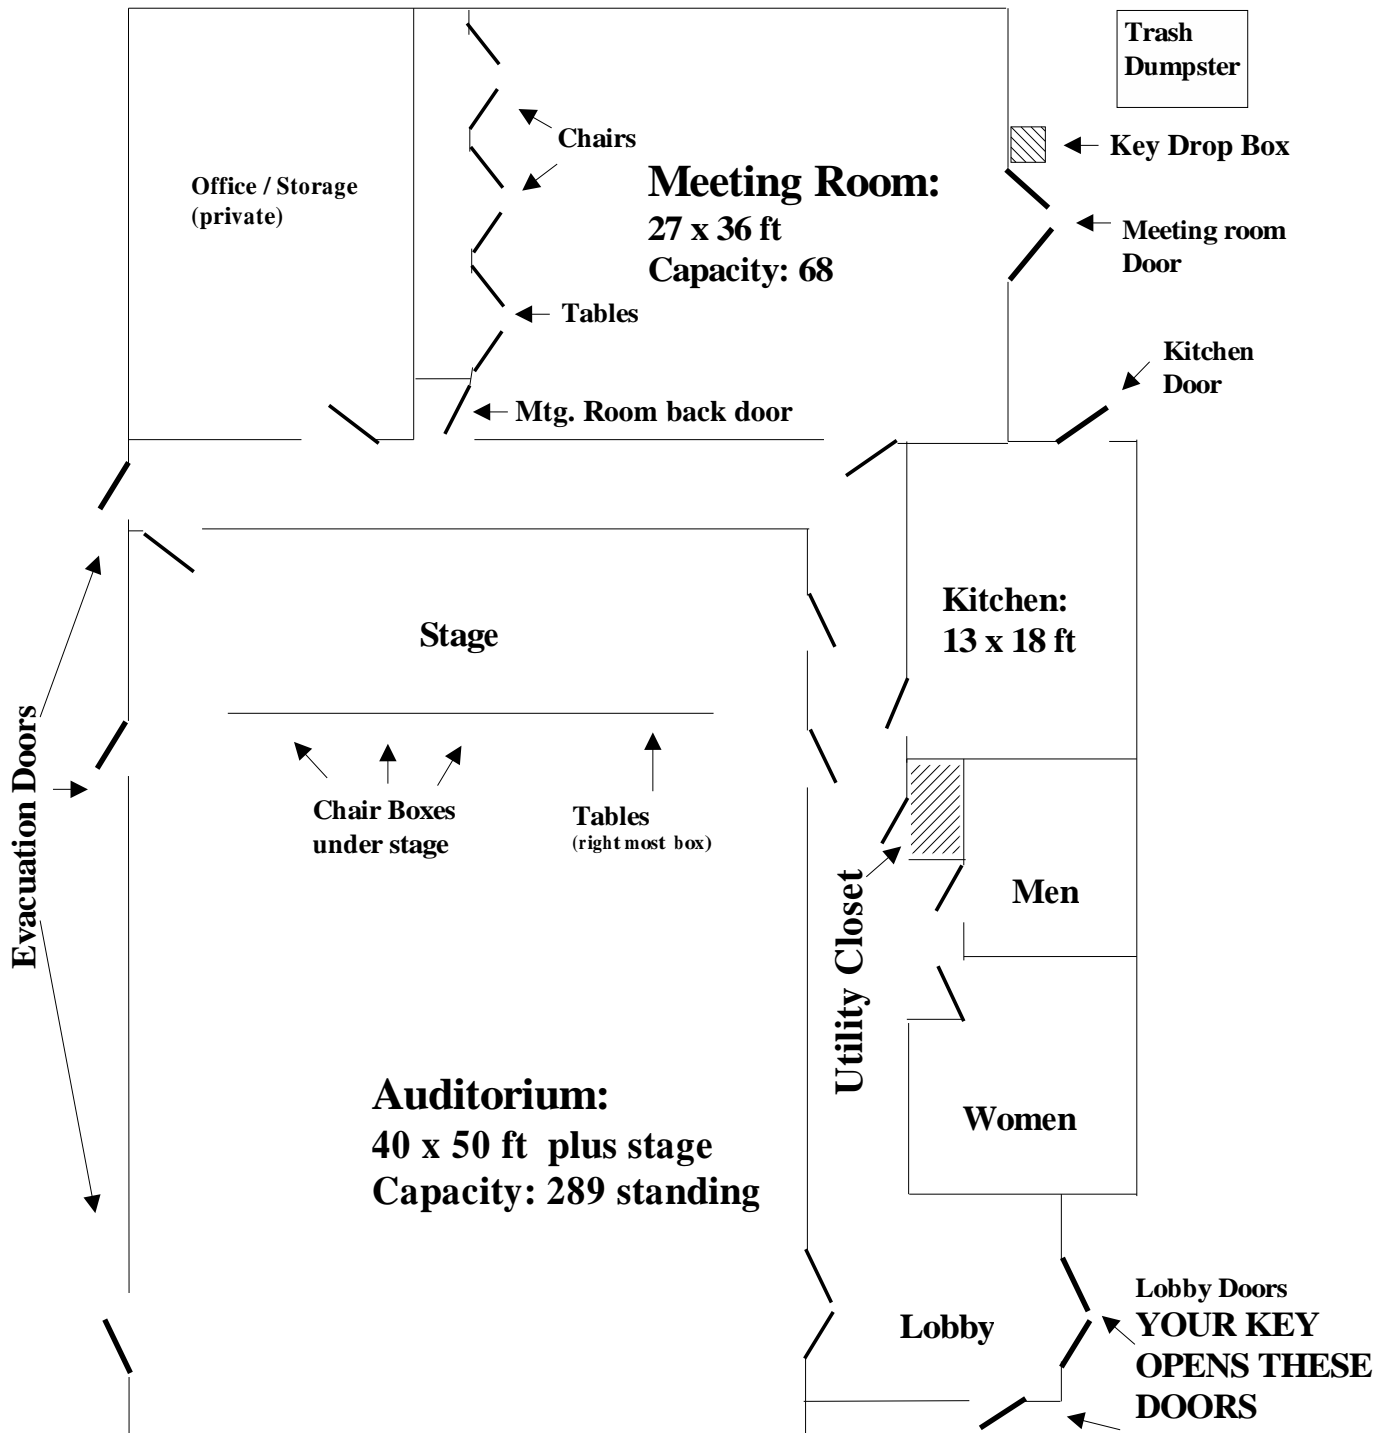 Trash
Dumpster
Key Drop Box
Chairs
Office / Storage
(private)
Meeting Room:
27 x 36 ft
Capacity: 68
Meeting room
Door
Tables
Kitchen
Door
Mtg. Room back door
Kitchen:
13 x 18 ft
Stage
Evacuation Doors
Chair Boxes
under stage
Tables
(right most box)
Utility Closet
Men
Auditorium:
40 x 50 ft plus stage
Capacity: 289 standing
Women
Lobby
Lobby Doors
YOUR KEY
OPENS THESE
DOORS